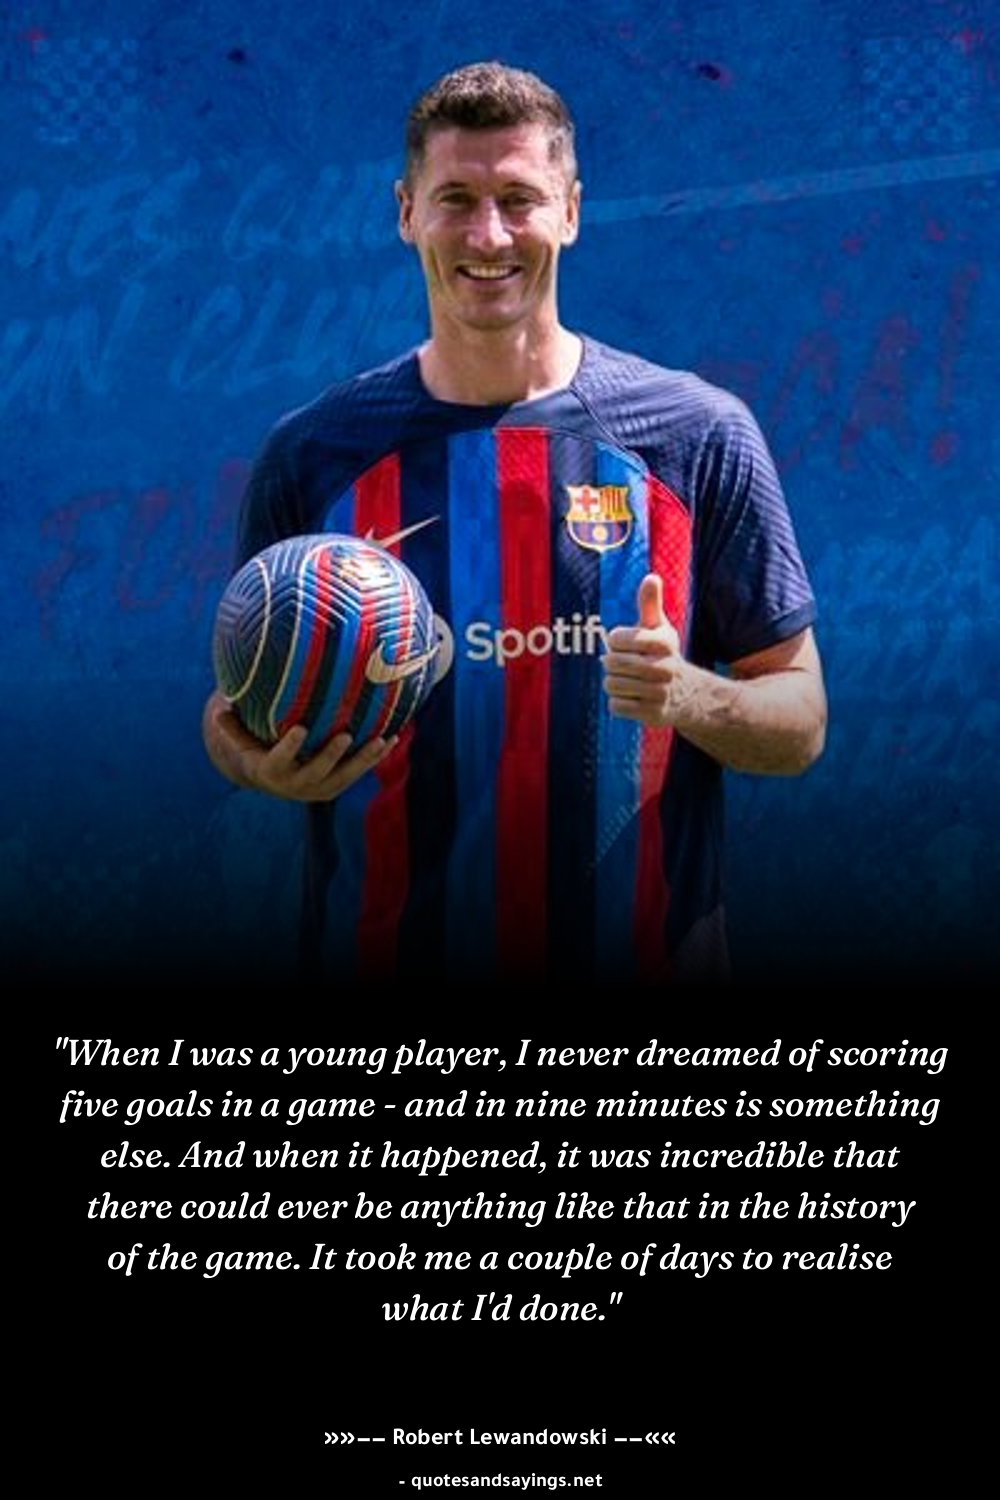 Spotify
"When I was a young player, I never dreamed of scoring
five goals in a game - and in nine minutes is something
else. And when it happened, it was incredible that
there could ever be anything like that in the history
of the game. It took me a couple of days to realise
what I'd done."
»»−− Robert Lewandowski −−««
- quotesandsayings.net